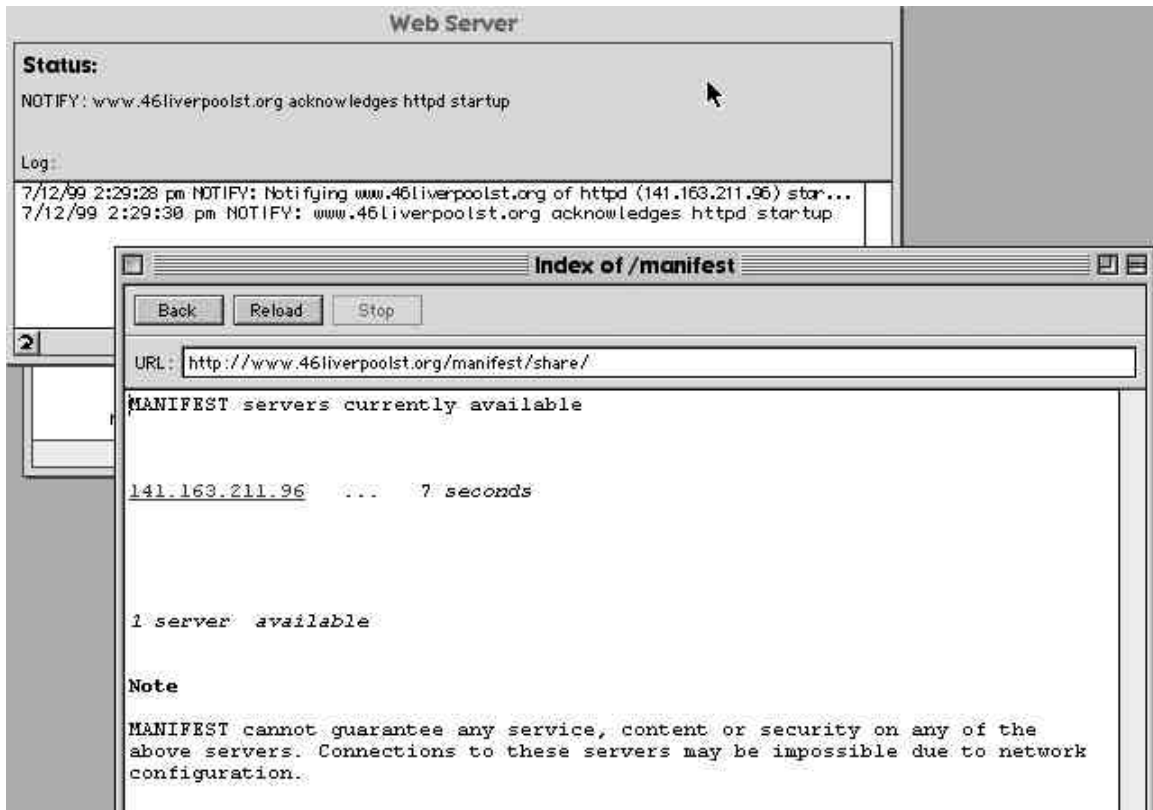 Web Server
Status:
NOTIFY: www.46liverpoolst.org acknowledges httpd startup
Log:
7/12/99 2:29:28 pm NOTIFY: Notifying www.46liverpoolst.org of httpd (141.163.211.96) star...
7/12/99 2:29:30 pm NOTIFY: www.46liverpoolst.org acknowledges httpd startup
Index of /manifest
Back Reload Stop
URL: http://www.46liverpoolst.org/manifest/share/
MANIFEST servers currently available
141.163.211.96 ... 7 seconds
1 server available
Note
MANIFEST cannot guarantee any service, content or security on any of the
above servers. Connections to these servers may be impossible due to network
configuration.